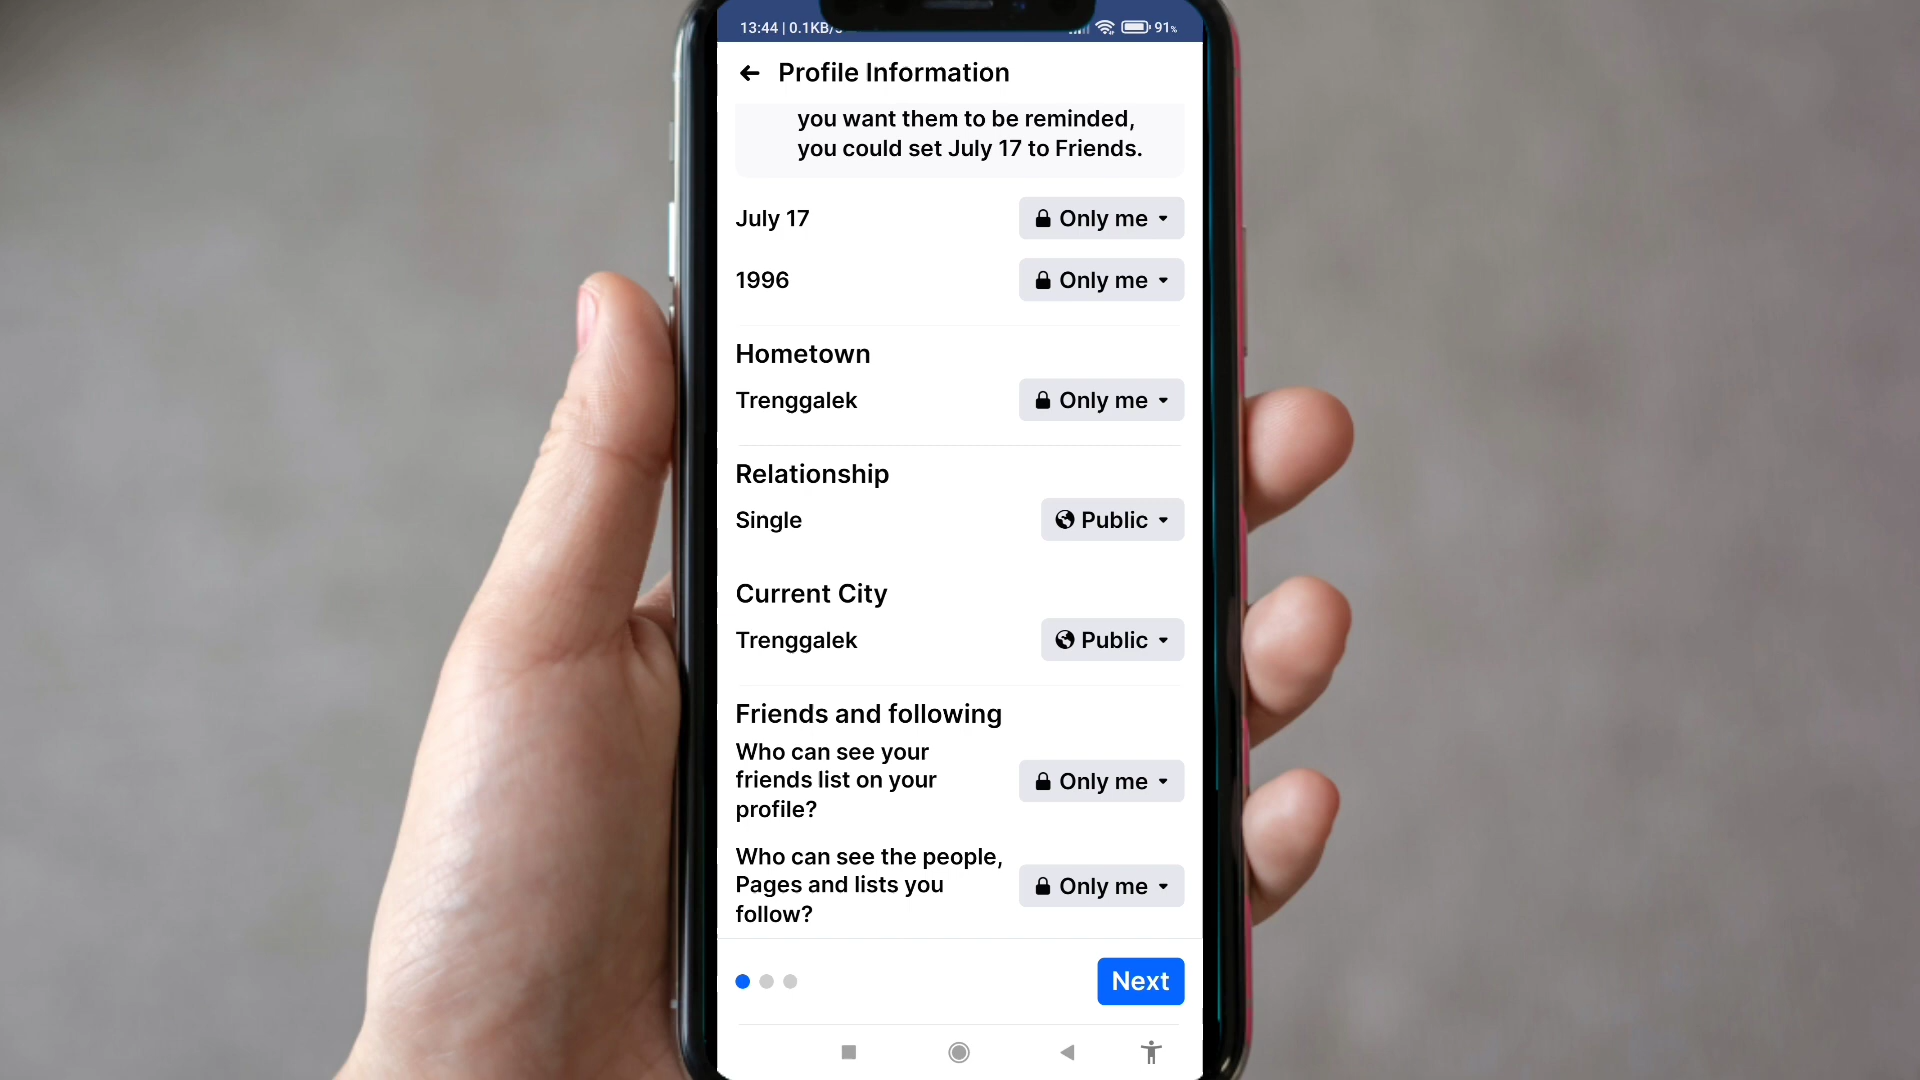 13:44 | 0.1KB/
91%
Profile Information
you want them to be reminded,
you could set July 17 to Friends.
July 17
Only me
1996
Only me
Hometown
Trenggalek
Only me
Relationship
Single
Public
Current City
Trenggalek
Public
Friends and following
Who can see your
friends list on your
profile?
Only me
Who can see the people,
Pages and lists you
follow?
Only me
Next